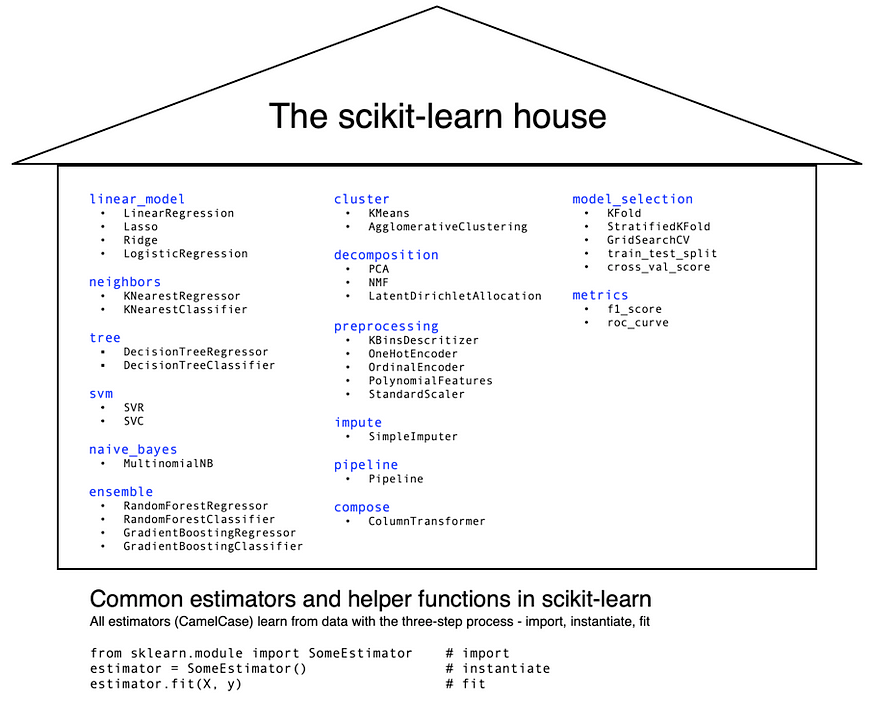 The scikit-learn house
linear_model
• LinearRegression
• Lasso
• Ridge
• LogisticRegression
neighbors
• KNearestRegressor
• KNearestClassifier
tree
• DecisionTreeRegressor
• DecisionTreeClassifier
svm
• SVR
• SVC
naive_bayes
• MultinomialNB
ensemble
• RandomForestRegressor
• RandomForestClassifier
• GradientBoostingRegressor
• GradientBoostingClassifier
cluster
• KMeans
• AgglomerativeClustering
decomposition
• PCA
• NMF
• LatentDirichletAllocation
preprocessing
• KBinsDescritizer
• OneHotEncoder
• OrdinalEncoder
• PolynomialFeatures
• StandardScaler
impute
• SimpleImputer
pipeline
• Pipeline
compose
• ColumnTransformer
model_selection
• KFold
• StratifiedKFold
• GridSearchCV
• train_test_split
• cross_val_score
metrics
• f1_score
• roc_curve
Common estimators and helper functions in scikit-learn
All estimators (CamelCase) learn from data with the three-step process - import, instantiate, fit
from sklearn.module import SomeEstimator # import
estimator = SomeEstimator() # instantiate
estimator.fit(X, y) # fit